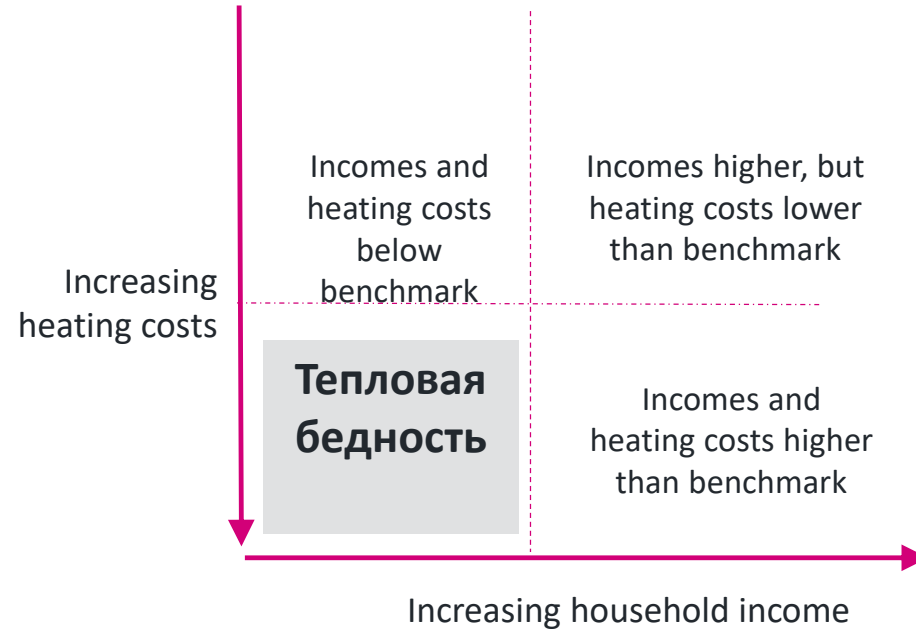 Incomes and
heating costs
below
benchmark
Incomes higher, but
heating costs lower
than benchmark
Increasing
heating costs
Тепловая
бедность
Incomes and
heating costs higher
than benchmark
Increasing household income